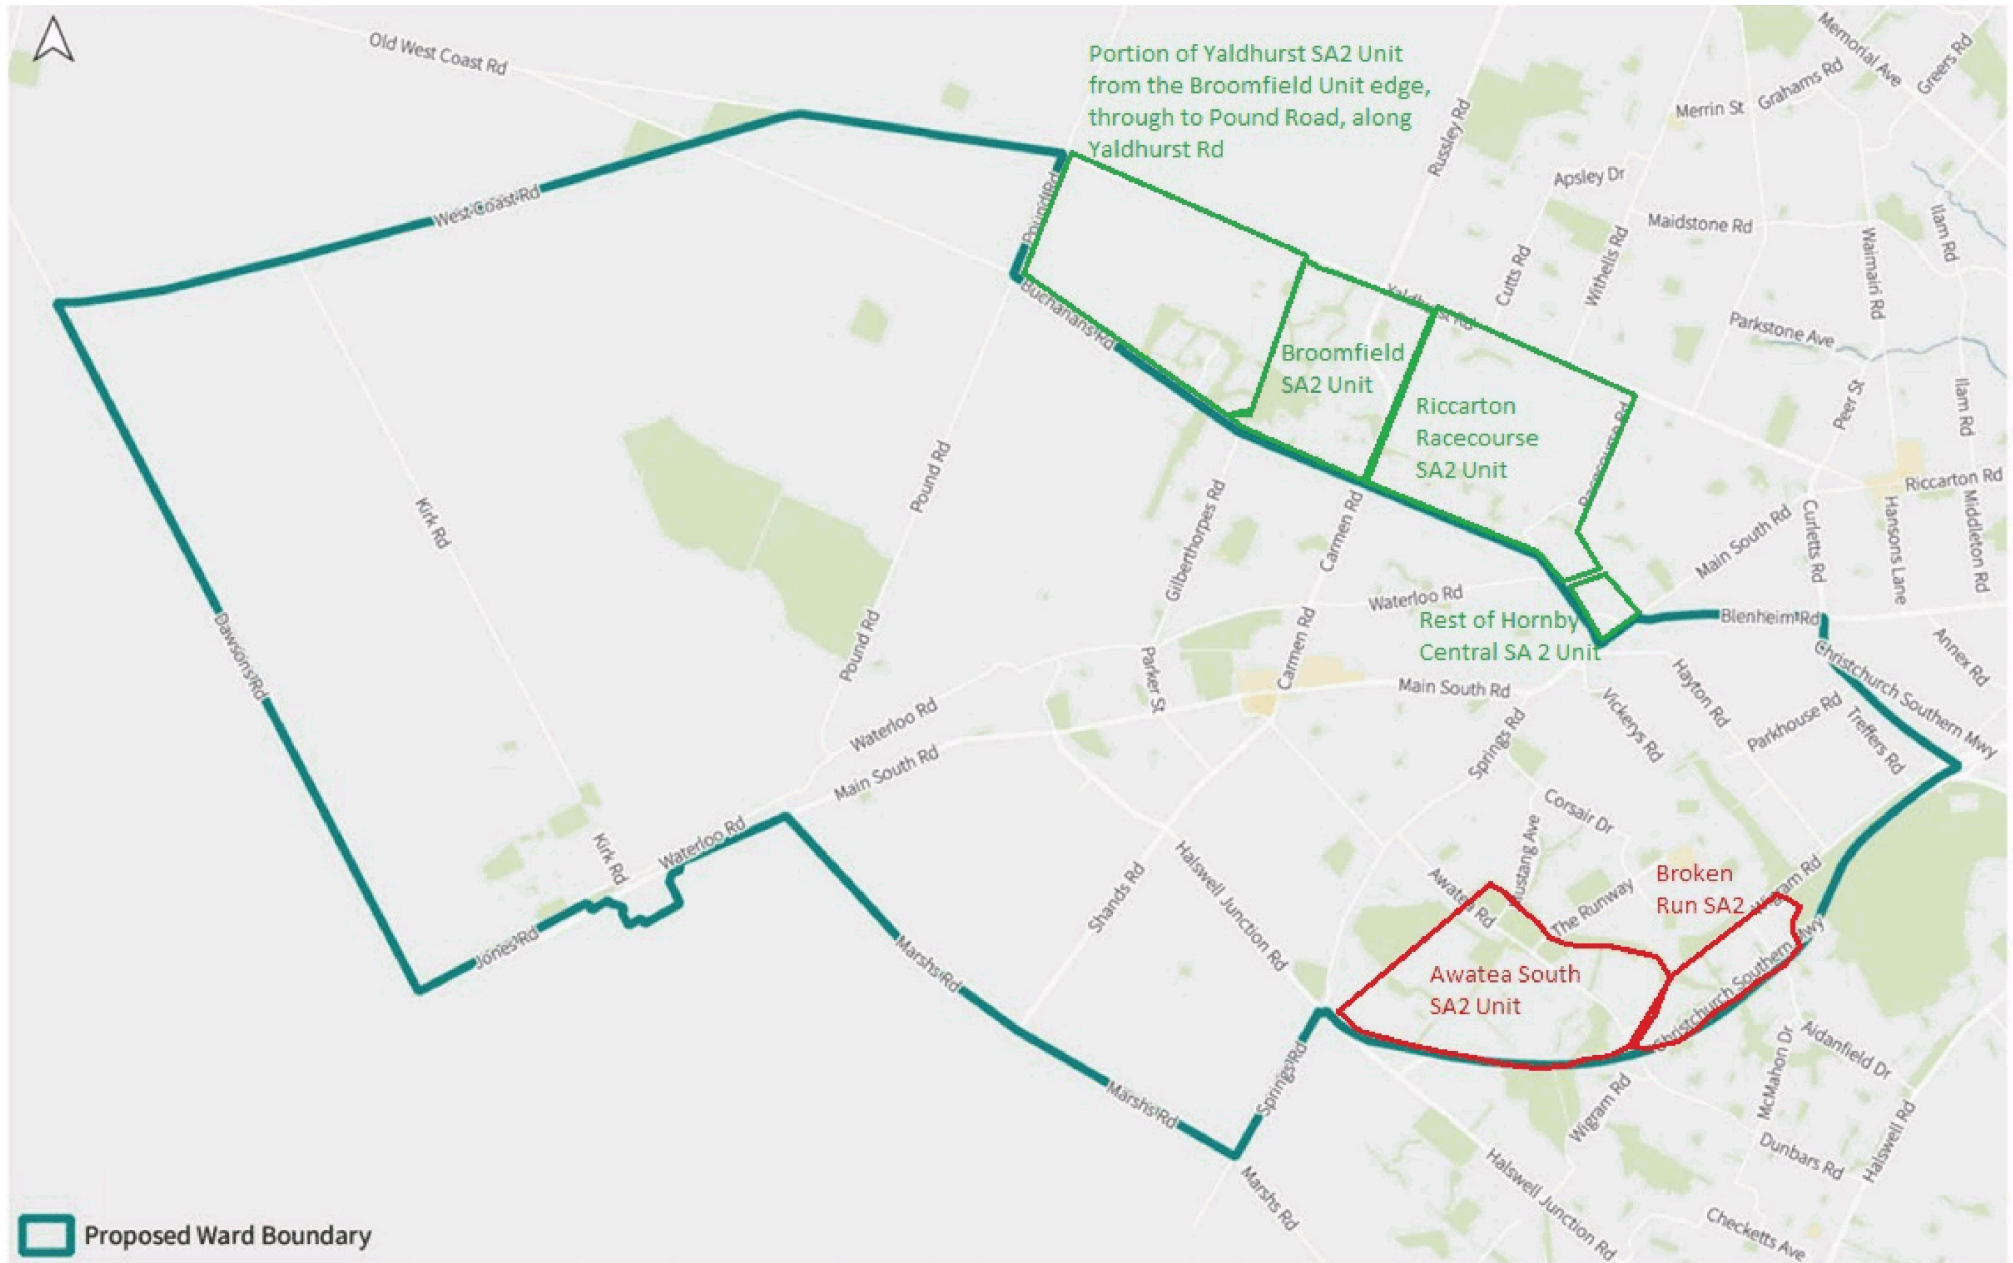 Old West Coast Rd
Portion of Yaldhurst SA2 Unit
from the Broomfield Unit edge,
through to Pound Road, along
Yaldhurst Rd
Memorial Ave
Greers Rd
Grahams Rd
Merrin St
Russley Rd
Apsley Dr
Maidstone Rd
Ilam Rd
Waimairi Rd
Withells Rd
Cutts Rd
West Coast Rd
Pound Rd
Buchanans Rd
Yaldhurst Rd
Parkstone Ave
Broomfield
SA2 Unit
Riccarton
Racecourse
SA2 Unit
Racecourse Rd
Peer St
Ilam Rd
Riccarton Rd
Hansons Lane
Middleton Rd
Curletts Rd
Main South Rd
Kirk Rd
Pound Rd
Gilberthorpes Rd
Carmen Rd
Waterloo Rd
Rest of Hornby
Central SA 2 Unit
Blenheim Rd
Christchurch Southern Mwy
Annex Rd
Dawsons Rd
Pound Rd
Parker St
Carmen Rd
Main South Rd
Hayton Rd
Vickerys Rd
Springs Rd
Parkhouse Rd
Treffers Rd
Waterloo Rd
Main South Rd
Corsair Dr
Kirk Rd
Waterloo Rd
Shands Rd
Halswell Junction Rd
Awatea Rd
Mustang Ave
The Runway
Broken
Run SA2
Wigram Rd
Jones Rd
Marshs Rd
Awatea South
SA2 Unit
Christchurch Southern Mwy
Springs Rd
Marshs Rd
Wigram Rd
McMahon Dr
Aidanfield Dr
Dunbars Rd
Halswell Rd
Marshs Rd
Halswell Junction Rd
Checketts Ave
Proposed Ward Boundary